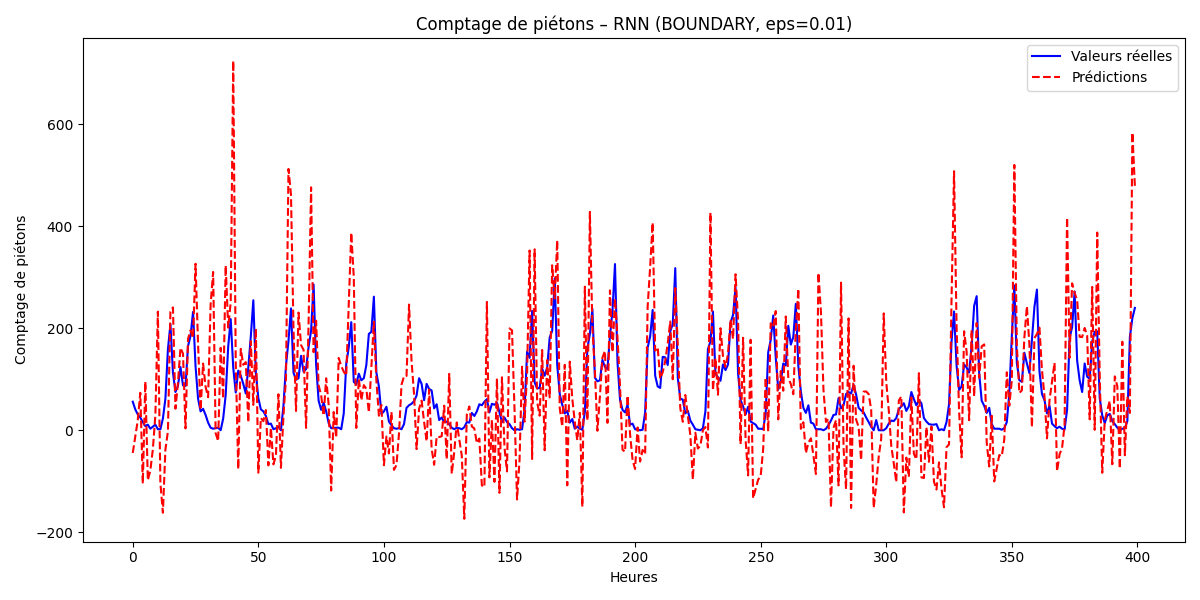 Comptage de piétons – RNN (BOUNDARY, eps=0.01)
Valeurs réelles
Prédictions
Comptage de piétons
600
400
200
0
−200
0 50 100 150 200 250 300 350 400
Heures